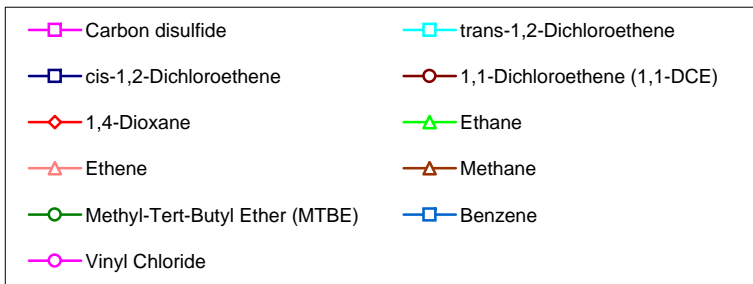 Carbon disulfide
trans-1,2-Dichloroethene
cis-1,2-Dichloroethene
1,1-Dichloroethene (1,1-DCE)
1,4-Dioxane
Ethane
Ethene
Methane
Methyl-Tert-Butyl Ether (MTBE)
Benzene
Vinyl Chloride